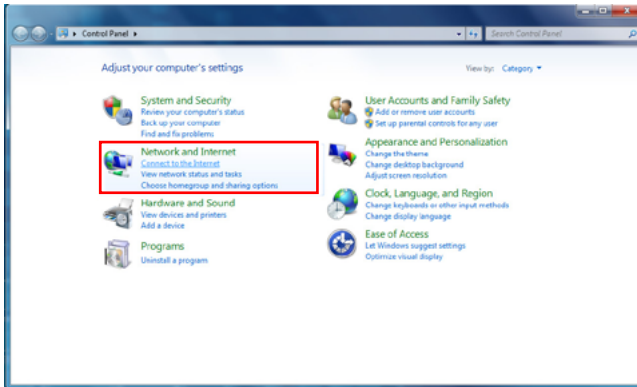 Control Panel
Search Control Panel
Adjust your computer's settings
View by: Category
System and Security
Review your computer's status
Back up your computer
Find and fix problems
Network and Internet
Connect to the Internet
View network status and tasks
Choose homegroup and sharing options
Hardware and Sound
View devices and printers
Add a device
Programs
Uninstall a program
User Accounts and Family Safety
Add or remove user accounts
Set up parental controls for any user
Appearance and Personalization
Change the theme
Change desktop background
Adjust screen resolution
Clock, Language, and Region
Change keyboards or other input methods
Change display language
Ease of Access
Let Windows suggest settings
Optimize visual display